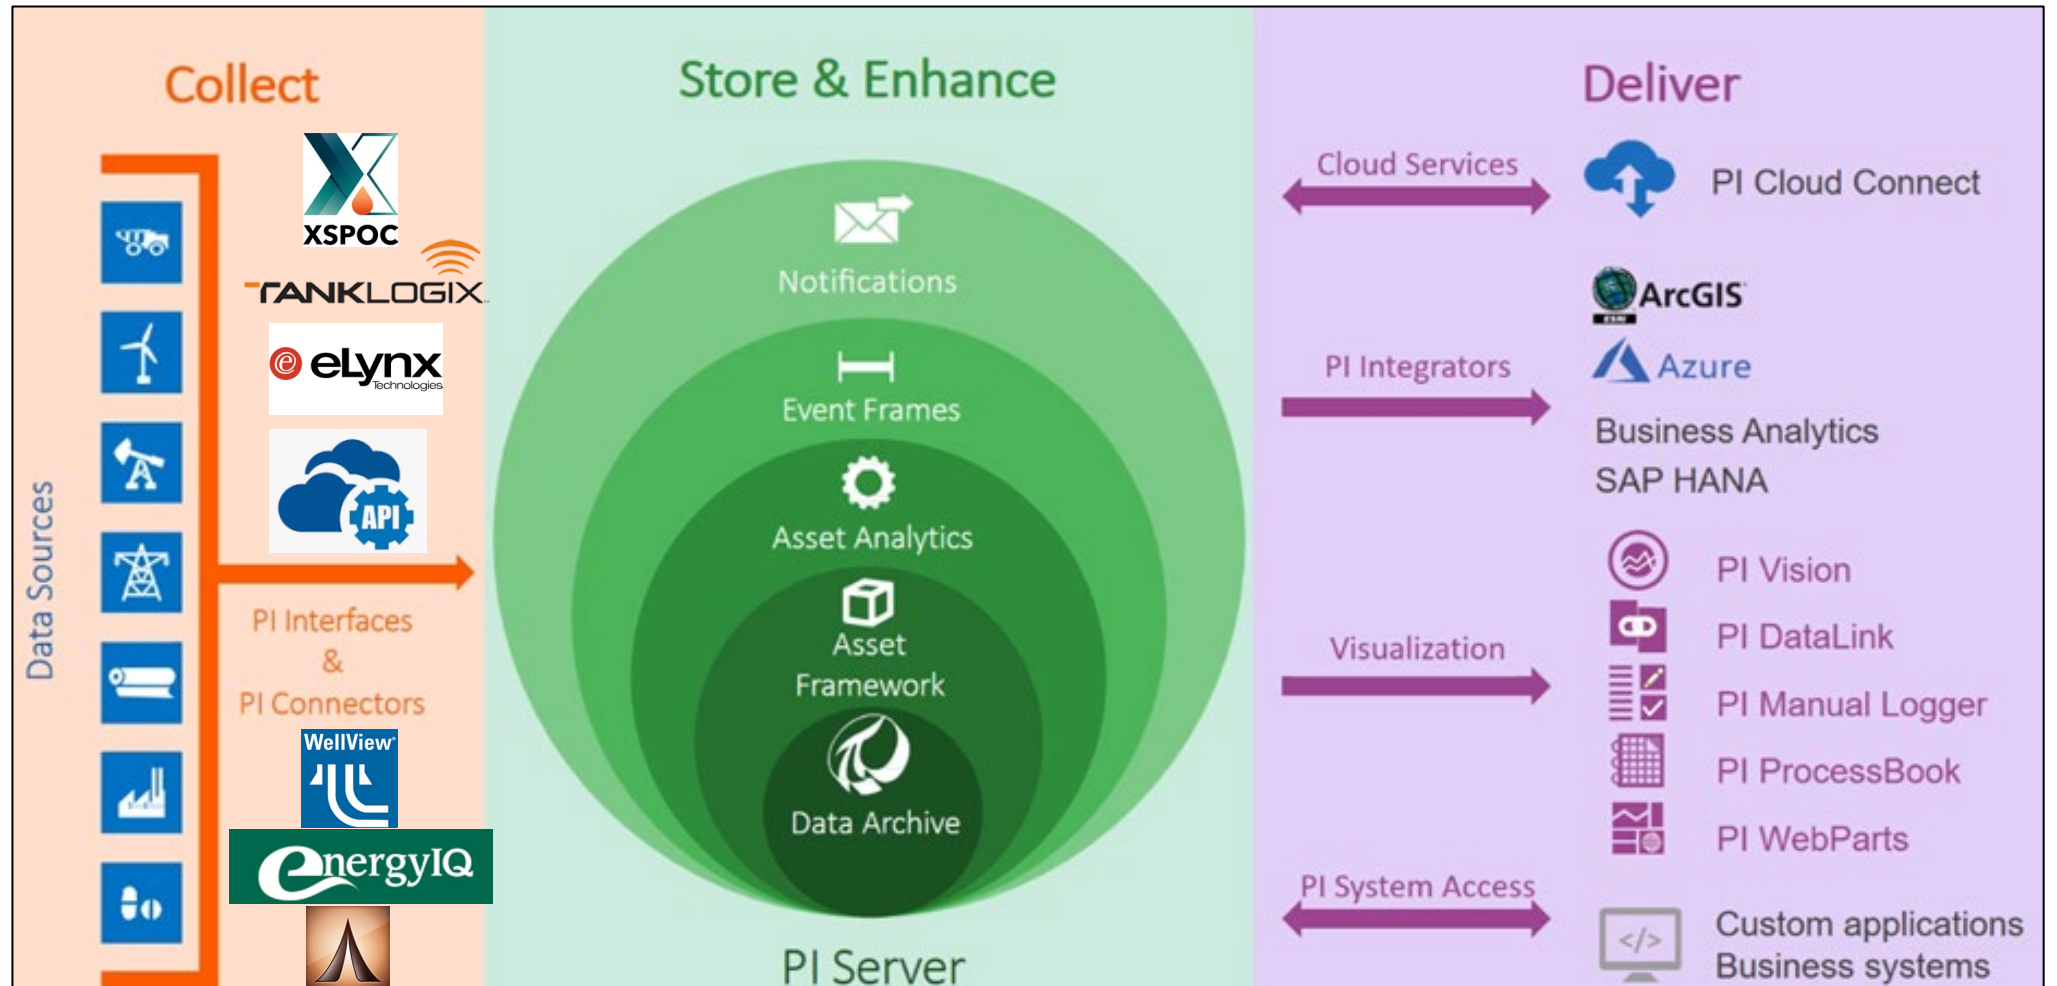 Collect
Data Sources
XSPOC
TANKLOGIX
e eLynx
Technologies
API
PI Interfaces
&
PI Connectors
WellView
energyIQ
Store & Enhance
Notifications
Event Frames
Asset Analytics
Asset
Framework
Data Archive
PI Server
Deliver
Cloud Services
PI Cloud Connect
PI Integrators
ArcGIS
ESRI
Azure
Business Analytics
SAP HANA
Visualization
PI Vision
PI DataLink
PI Manual Logger
PI ProcessBook
PI WebParts
PI System Access
</>
Custom applications
Business systems